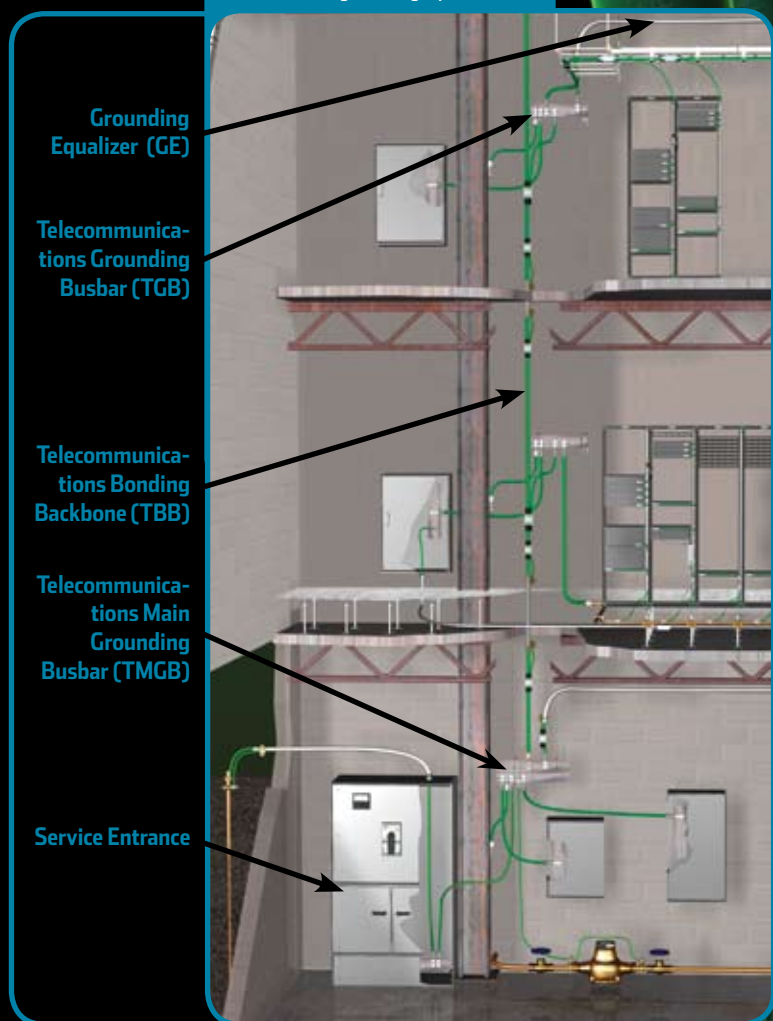 Grounding
Equalizer (GE)
Telecommunica-
tions Grounding
Busbar (TGB)
Telecommunica-
tions Bonding
Backbone (TBB)
Telecommunica-
tions Main
Grounding
Busbar (TMGB)
Service Entrance